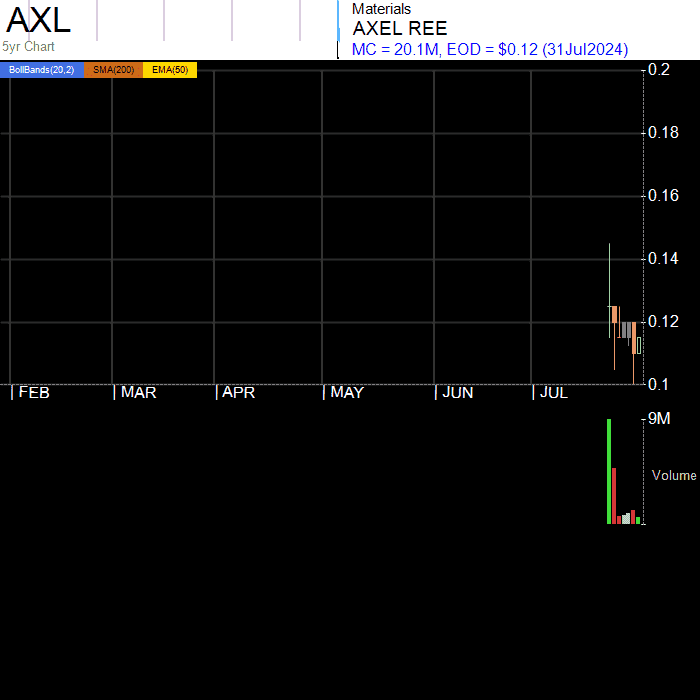 AXL
5yr Chart
Materials
AXEL REE
MC = 20.1M, EOD = $0.12 (31Jul2024)
BollBands(20,2) SMA(200) EMA(50)
0.2
0.18
0.16
0.14
0.12
0.1
| FEB | MAR | APR | MAY | JUN | JUL
9M
Volume